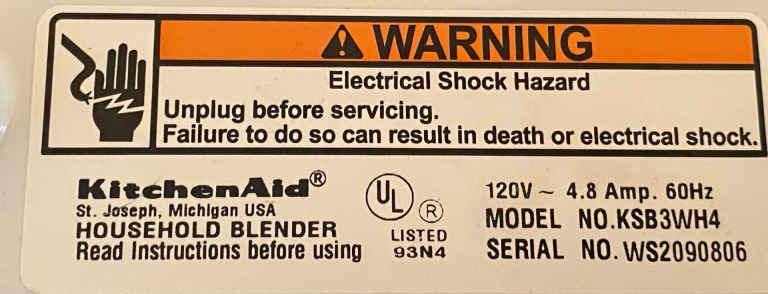 ⚠ WARNING
Electrical Shock Hazard
Unplug before servicing.
Failure to do so can result in death or electrical shock.
KitchenAid®
St. Joseph, Michigan USA
HOUSEHOLD BLENDER
Read Instructions before using
UL ®
LISTED
93N4
120V ~ 4.8 Amp. 60Hz
MODEL NO.KSB3WH4
SERIAL NO. WS2090806